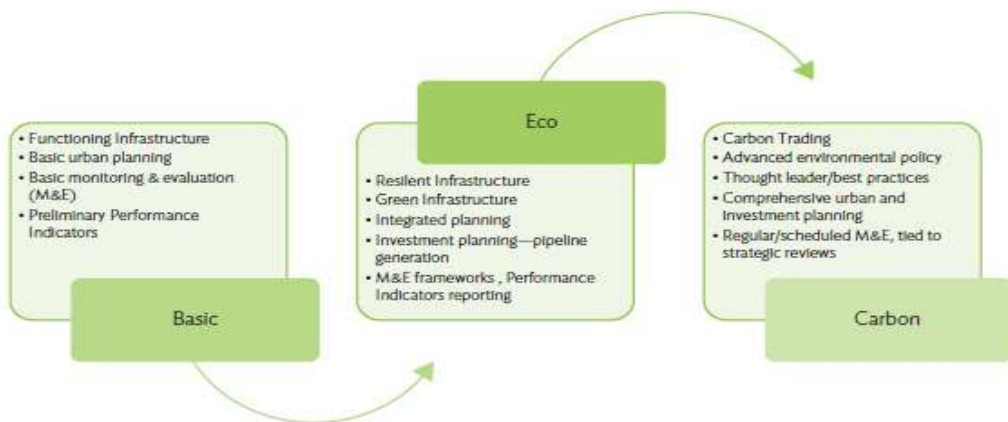 • Functioning Infrastructure
• Basic urban planning
• Basic monitoring & evaluation
(M&E)
• Preliminary Performance
Indicators
Basic
Eco
• Resilent Infrastructure
• Green Infrastructure
• Integrated planning
• Investment planning—pipeline
generation
• M&E frameworks , Performance
Indicators reporting
• Carbon Trading
• Advanced environmental policy
• Thought leader/best practices
• Comprehensive urban and
investment planning
• Regular/scheduled M&E, tied to
strategic reviews
Carbon